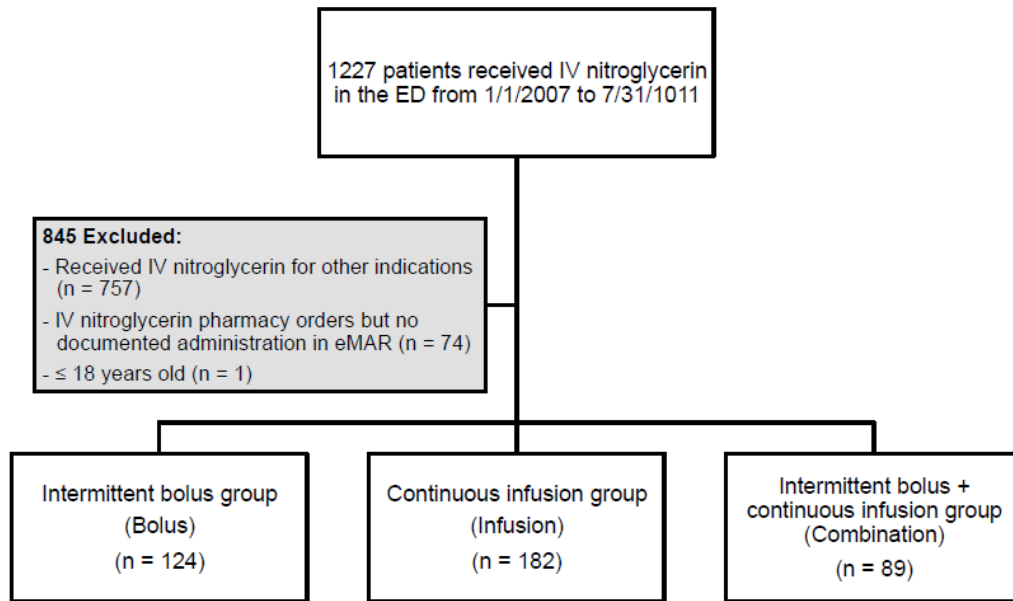 1227 patients received IV nitroglycerin
in the ED from 1/1/2007 to 7/31/1011
845 Excluded:
- Received IV nitroglycerin for other indications
(n = 757)
- IV nitroglycerin pharmacy orders but no
documented administration in eMAR (n = 74)
- ≤ 18 years old (n = 1)
Intermittent bolus group
(Bolus)
(n = 124)
Continuous infusion group
(Infusion)
(n = 182)
Intermittent bolus +
continuous infusion group
(Combination)
(n = 89)